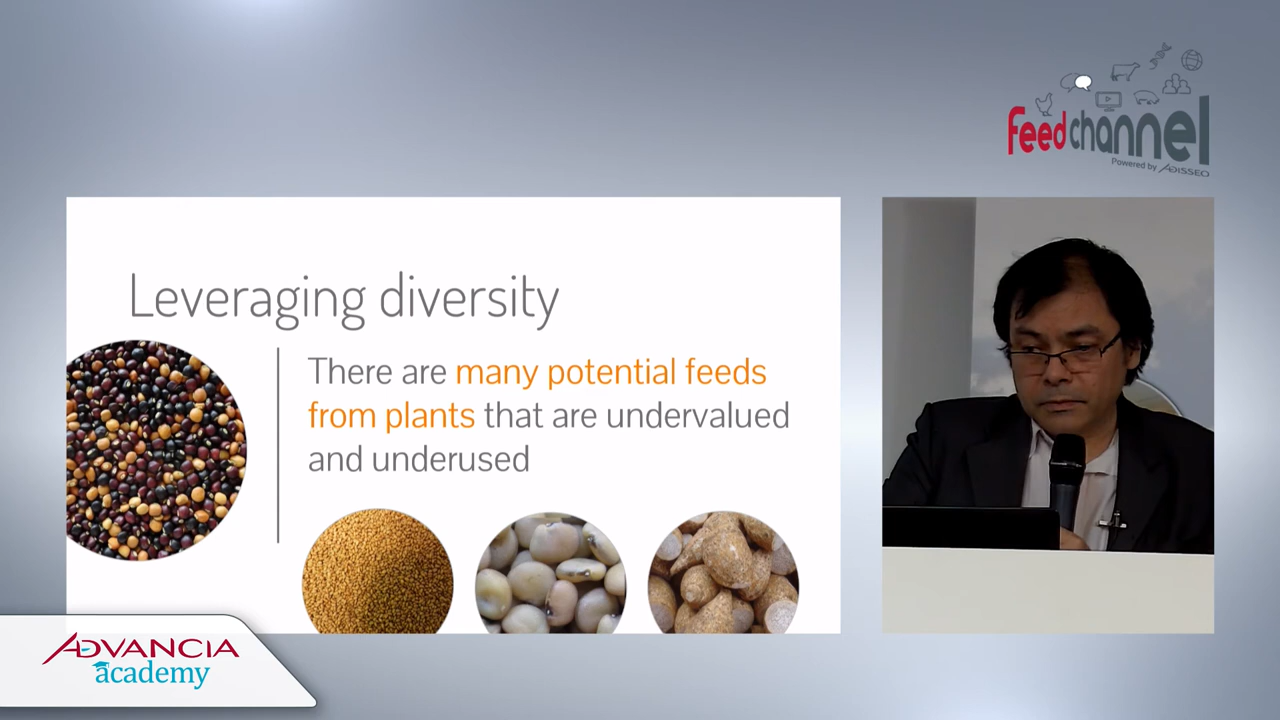 feedchannel
Powered by ADISSEO
Leveraging diversity
There are many potential feeds
from plants that are undervalued
and underused
ADVANCIA
academy